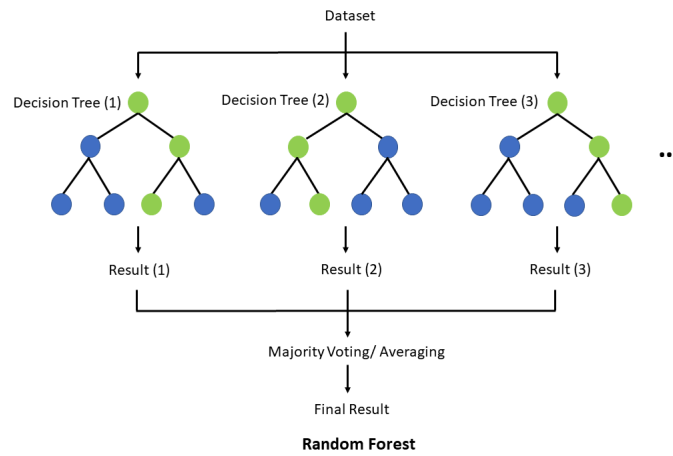 Dataset
Decision Tree (1)
Decision Tree (2)
Decision Tree (3)
..
Result (1)
Result (2)
Result (3)
Majority Voting/ Averaging
Final Result
Random Forest